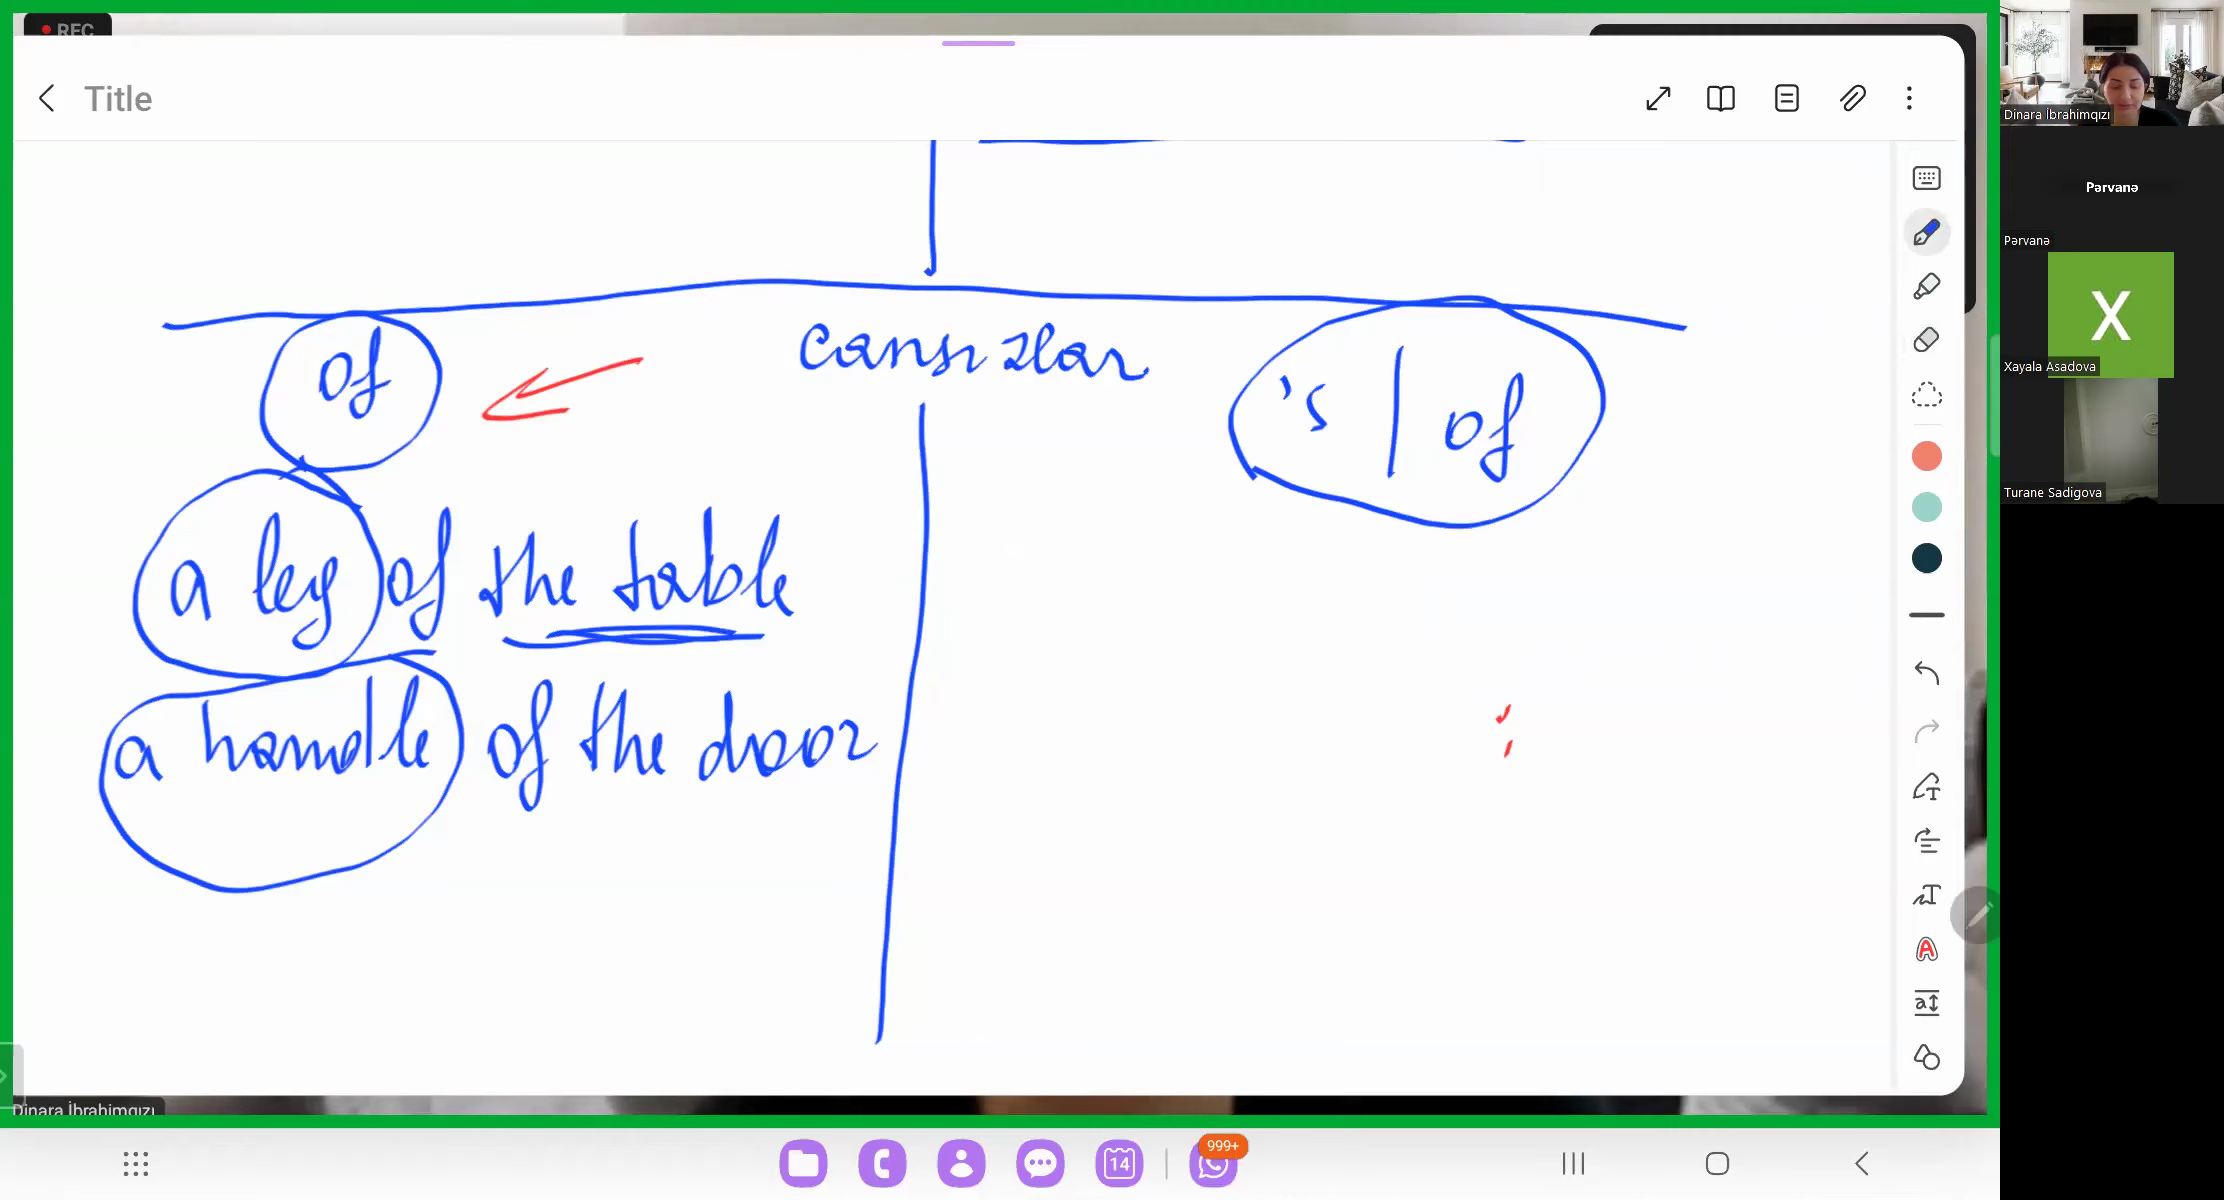 REC
Title
Dinara İbrahimqızı
Pərvanə
Pərvanə
X
Xayala Asadova
Turane Sadigova
cansızlar
of
's | of
a leg of the table
a handle of the door
T
T
A
a
Dinara İbrahimqızı
14
999+